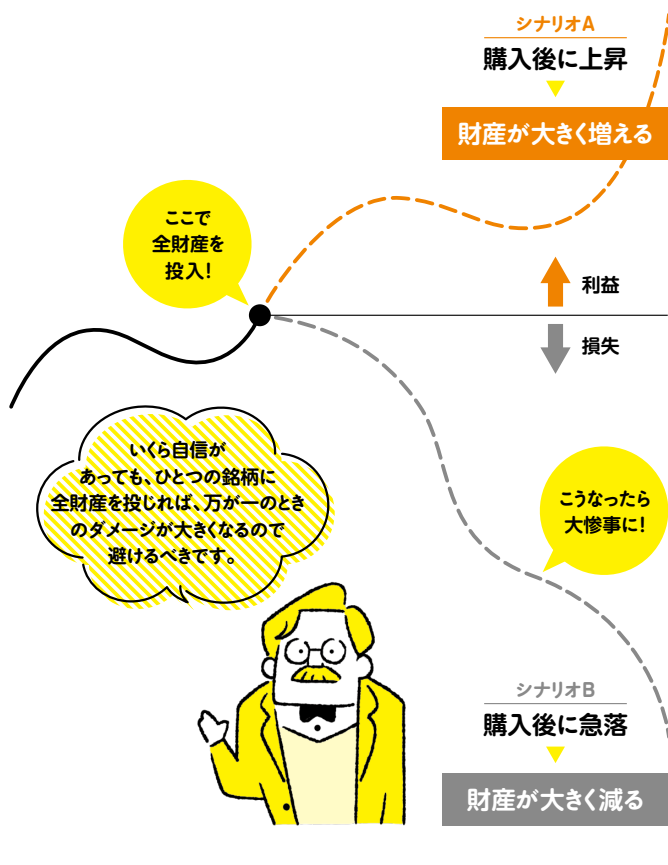 シナリオA
購入後に上昇
財産が大きく増える
ここで
全財産を
投入!
利益
損失
いくら自信が
あっても、ひとつの銘柄に
全財産を投じれば、万が一のとき
のダメージが大きくなるので
避けるべきです。
こうなったら
大惨事に!
シナリオB
購入後に急落
財産が大きく減る